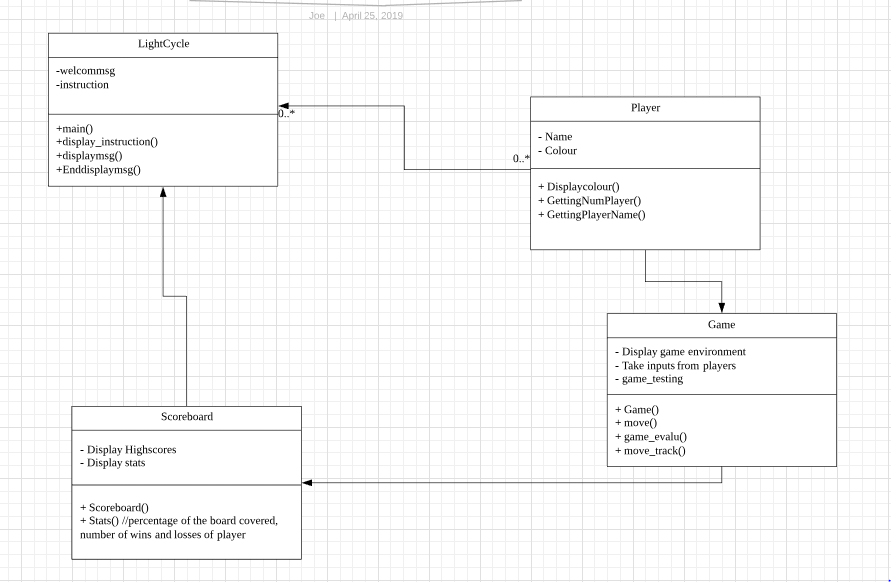 Joe | April 25, 2019
LightCycle
-welcommsg
-instruction
+main()
+display_instruction()
+displaymsg()
+Enddisplaymsg()
0..*
0..*
Player
- Name
- Colour
+ Displaycolour()
+ GettingNumPlayer()
+ GettingPlayerName()
Game
- Display game environment
- Take inputs from players
- game_testing
+ Game()
+ move()
+ game_evalu()
+ move_track()
Scoreboard
- Display Highscores
- Display stats
+ Scoreboard()
+ Stats() //percentage of the board covered,
number of wins and losses of player